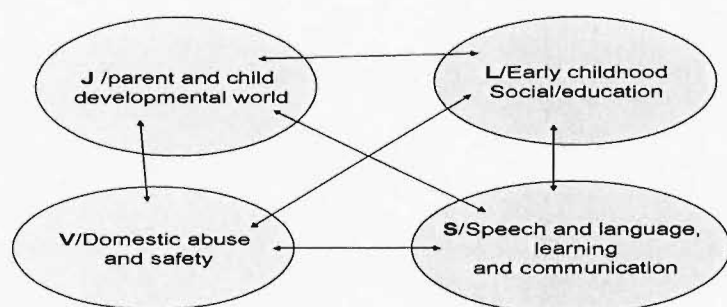 J /parent and child
developmental world
L/Early childhood
Social/education
V/Domestic abuse
and safety
S/Speech and language,
learning
and communication